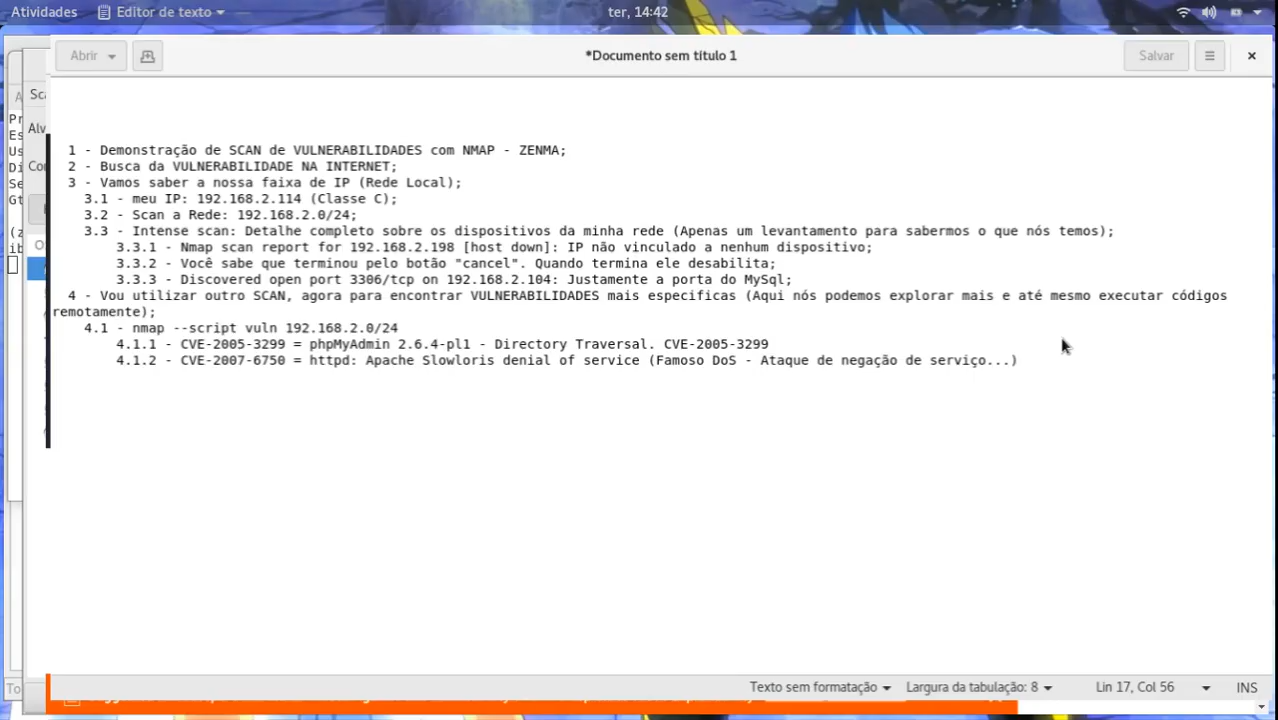 Atividades Editor de texto ter, 14:42
Abrir *Documento sem título 1 Salvar
1 - Demonstração de SCAN de VULNERABILIDADES com NMAP - ZENMA;
2 - Busca da VULNERABILIDADE NA INTERNET;
3 - Vamos saber a nossa faixa de IP (Rede Local);
3.1 - meu IP: 192.168.2.114 (Classe C);
3.2 - Scan a Rede: 192.168.2.0/24;
3.3 - Intense scan: Detalhe completo sobre os dispositivos da minha rede (Apenas um levantamento para sabermos o que nós temos);
3.3.1 - Nmap scan report for 192.168.2.198 [host down]: IP não vinculado a nenhum dispositivo;
3.3.2 - Você sabe que terminou pelo botão "cancel". Quando termina ele desabilita;
3.3.3 - Discovered open port 3306/tcp on 192.168.2.104: Justamente a porta do MySql;
4 - Vou utilizar outro SCAN, agora para encontrar VULNERABILIDADES mais especificas (Aqui nós podemos explorar mais e até mesmo executar códigos
remotamente);
4.1 - nmap --script vuln 192.168.2.0/24
4.1.1 - CVE-2005-3299 = phpMyAdmin 2.6.4-pl1 - Directory Traversal. CVE-2005-3299
4.1.2 - CVE-2007-6750 = httpd: Apache Slowloris denial of service (Famoso DoS - Ataque de negação de serviço...)
Texto sem formatação Largura da tabulação: 8 Lin 17, Col 56 INS